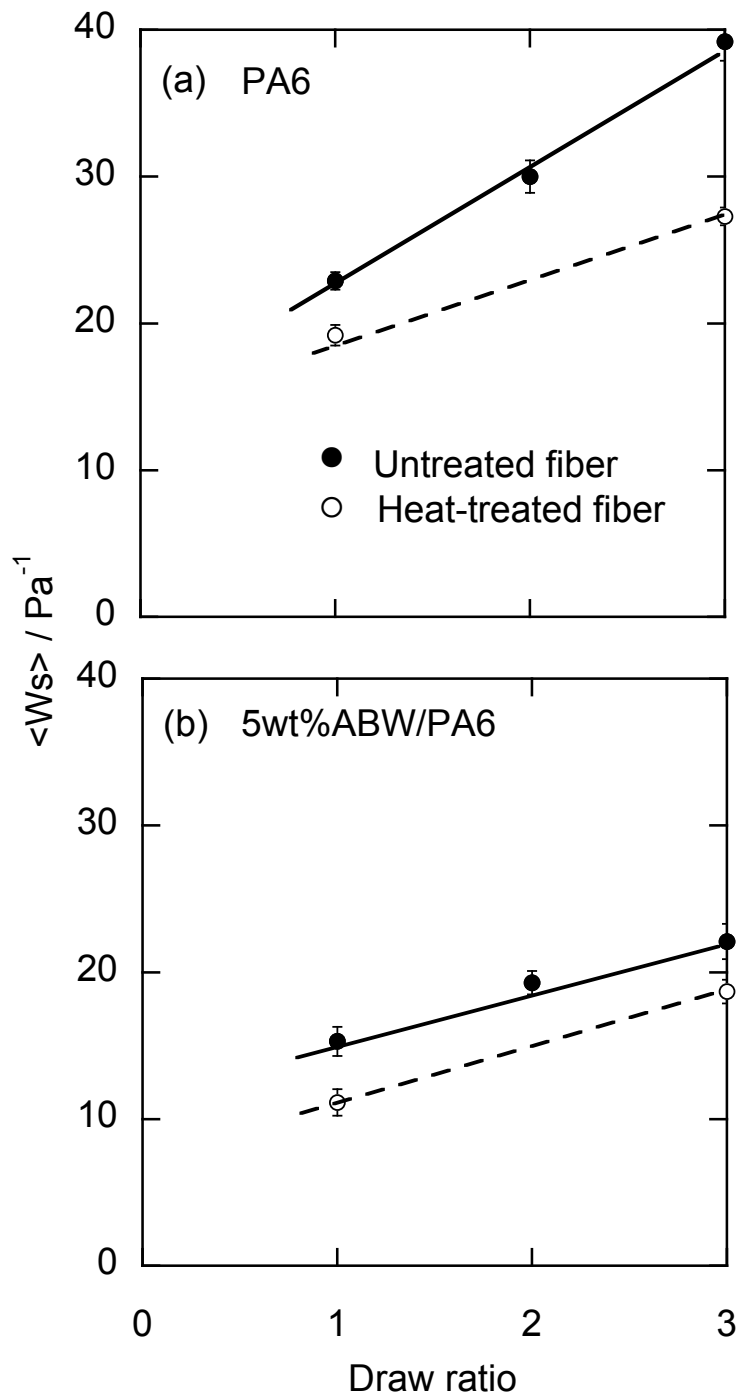 40
(a) PA6
30
20
● Untreated fiber
○ Heat-treated fiber
10
0
<Ws> / Pa⁻¹
40
(b) 5wt%ABW/PA6
30
20
10
0
0 1 2 3
Draw ratio